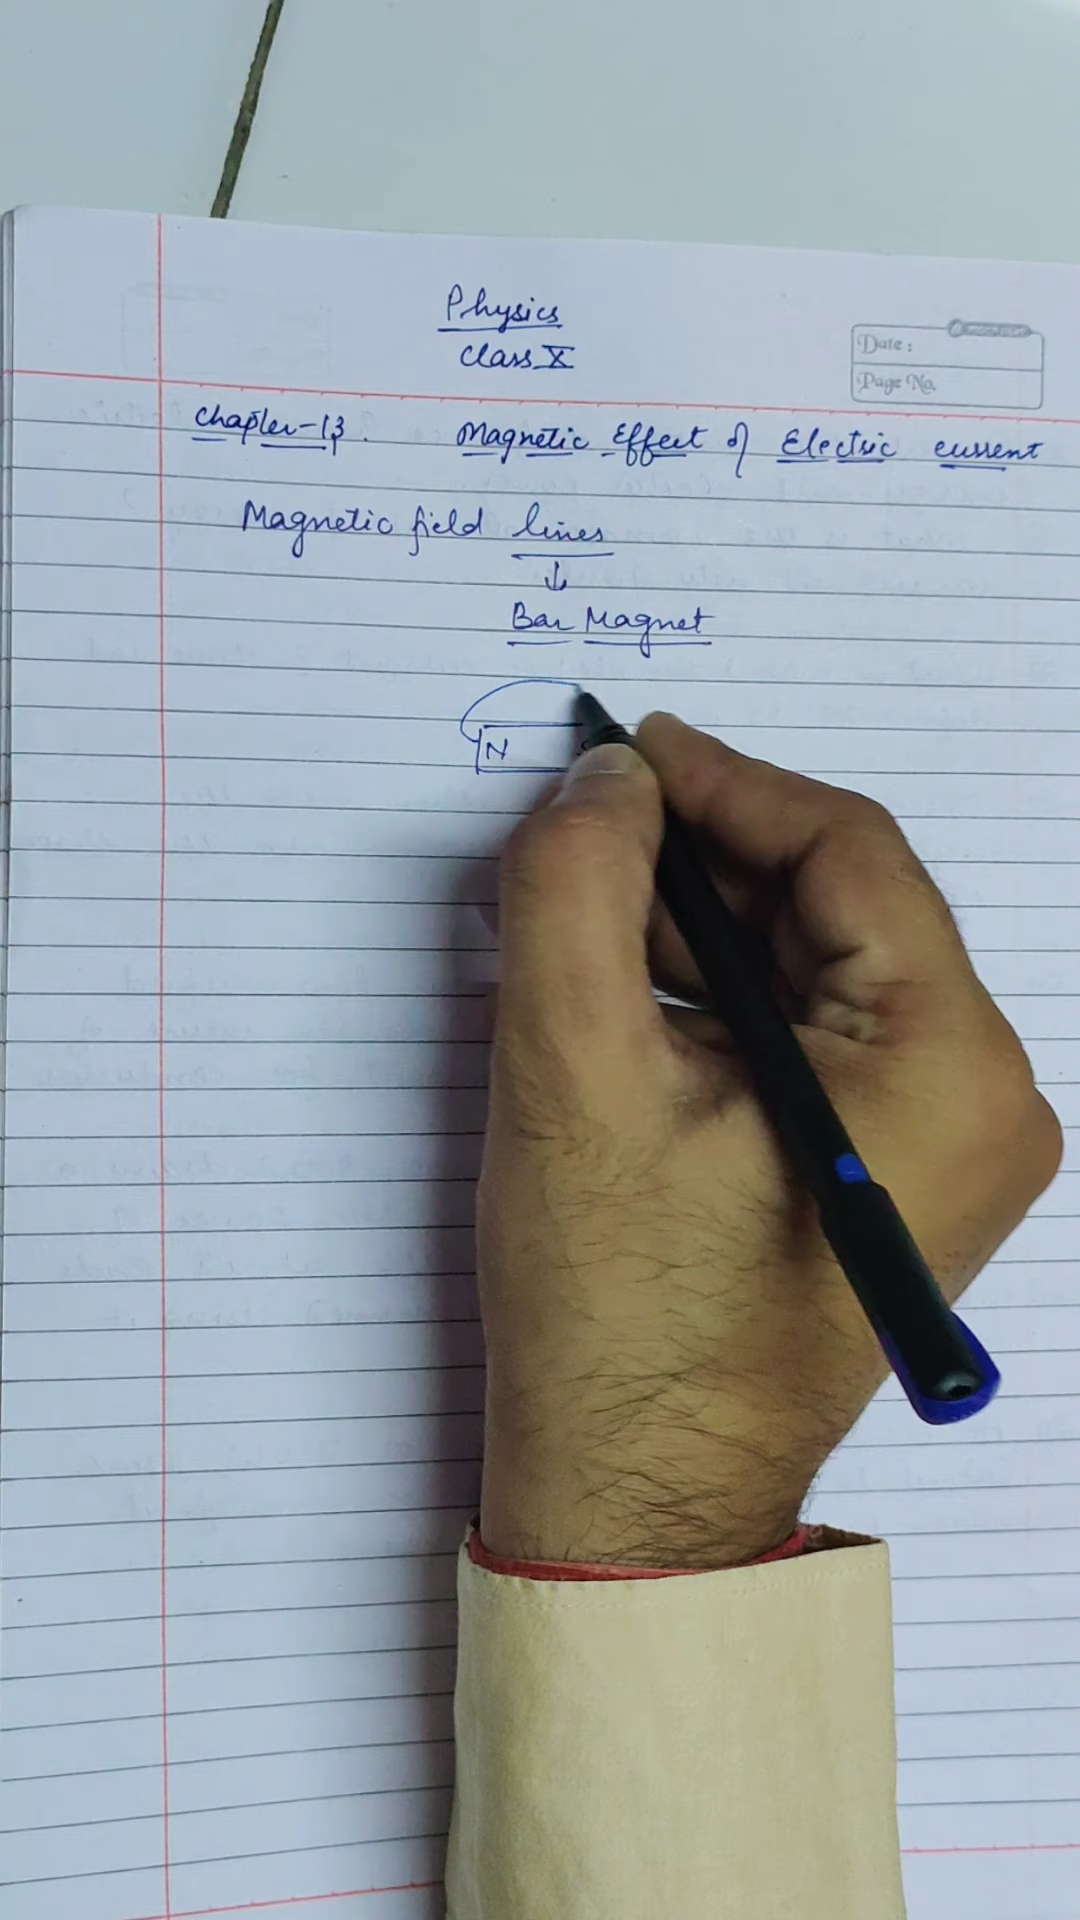 Physics
Class X
Date :
Page No.
Chapter-13. Magnetic Effect of Electric current
Magnetic field lines
↓
Bar Magnet
N S